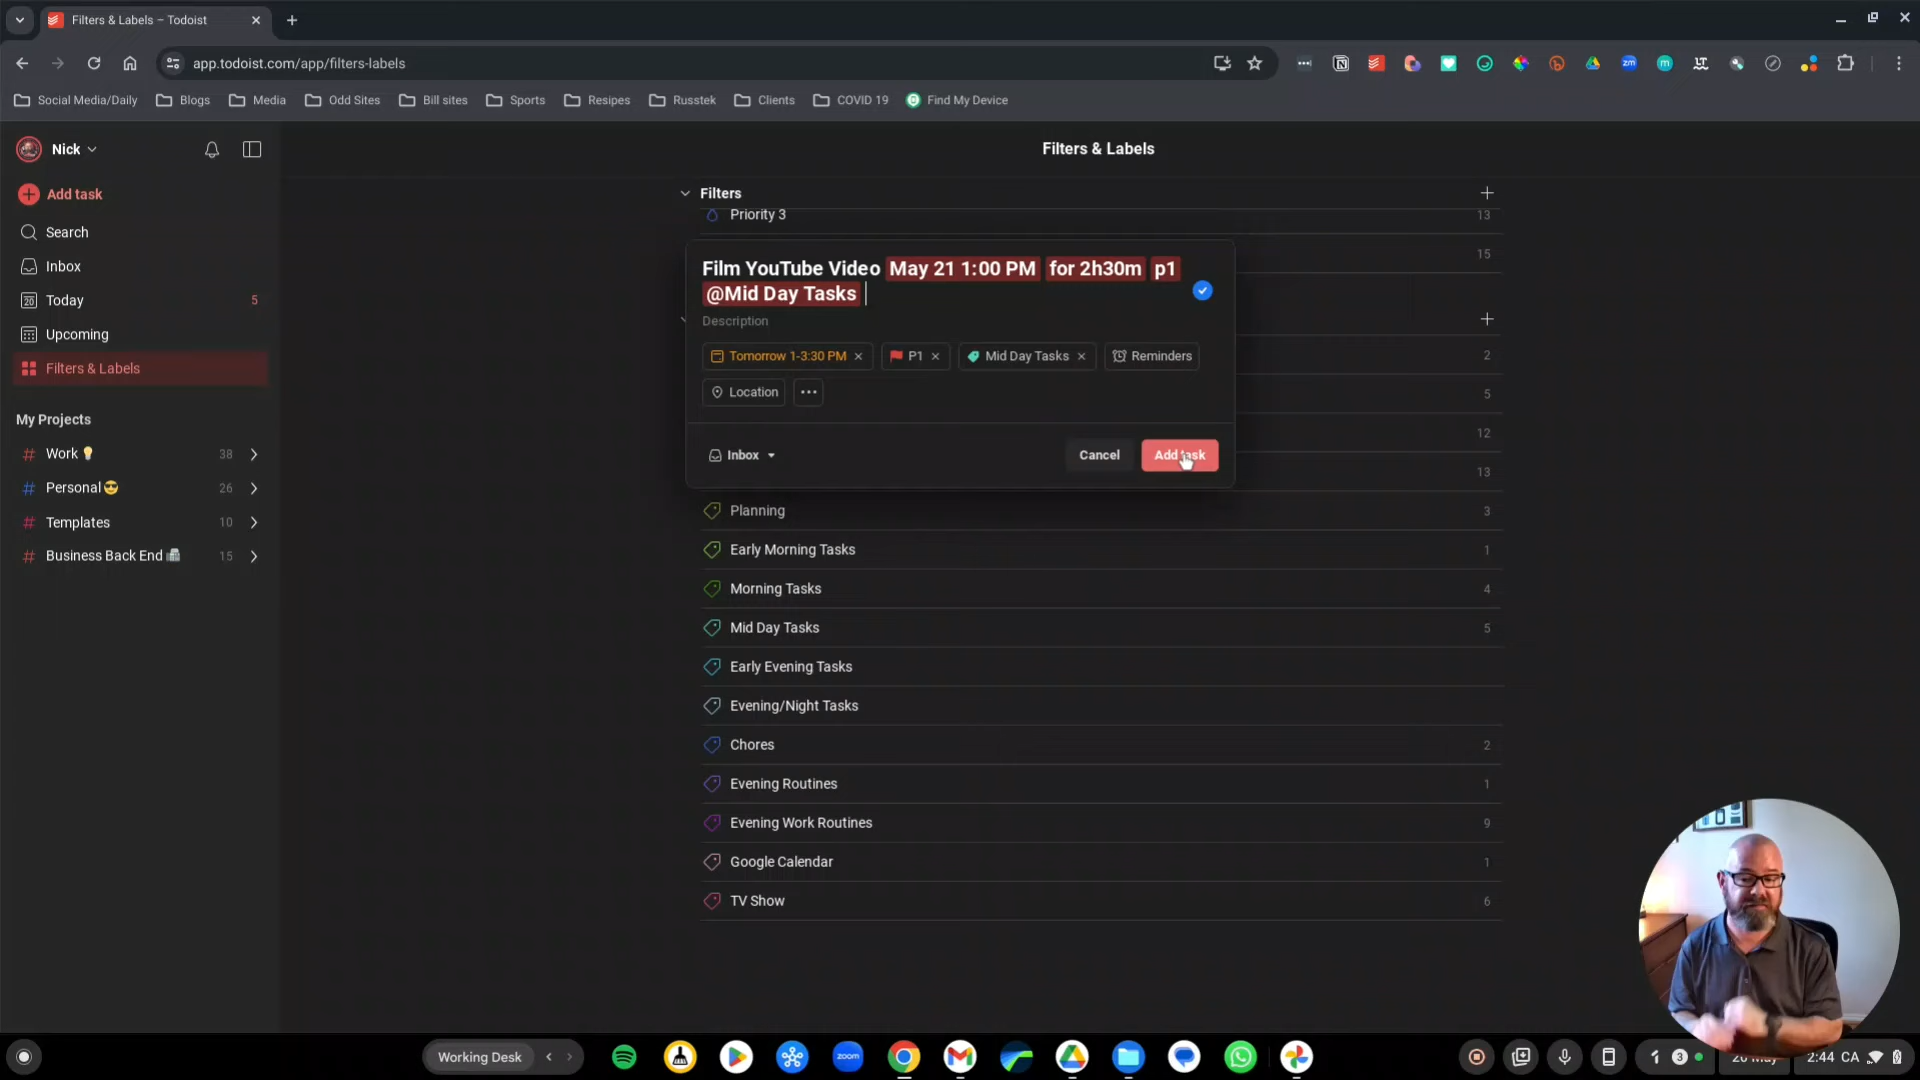 Filters & Labels – Todoist
app.todoist.com/app/filters-labels
Social Media/Daily
Blogs
Media
Odd Sites
Bill sites
Sports
Resipes
Russtek
Clients
COVID 19
Find My Device
Nick
Filters & Labels
Add task
Filters
Priority 3
13
Search
Inbox
15
Today
5
Upcoming
Filters & Labels
My Projects
Work
38
Personal
26
Templates
10
Business Back End
15
Film YouTube Video May 21 1:00 PM for 2h30m p1
@Mid Day Tasks
Description
Tomorrow 1-3:30 PM
P1
Mid Day Tasks
Reminders
Location
Inbox
Cancel
Add task
2
5
12
13
Planning
3
Early Morning Tasks
1
Morning Tasks
4
Mid Day Tasks
5
Early Evening Tasks
Evening/Night Tasks
Chores
2
Evening Routines
1
Evening Work Routines
9
Google Calendar
1
TV Show
6
Working Desk
zoom
3
2:44 CA